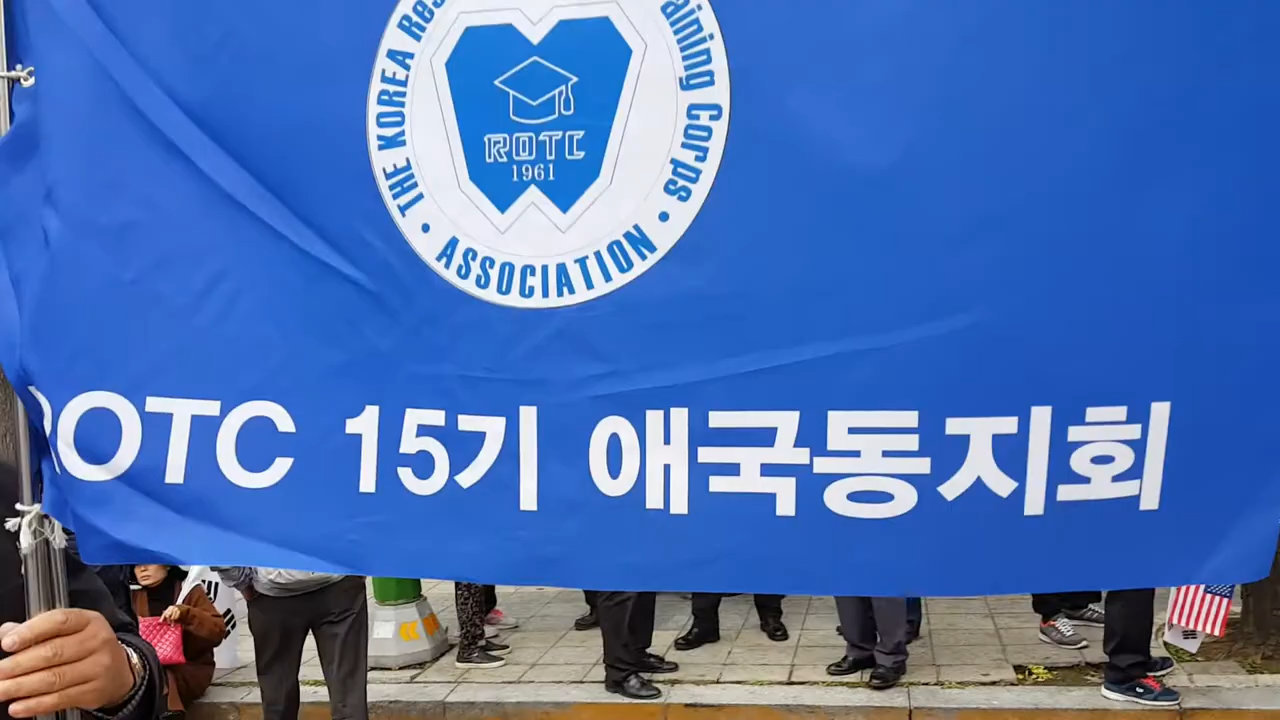 THE KOREA
Corps
ASSOCIATION
ROTC
1961
ROTC 15기 애국동지회